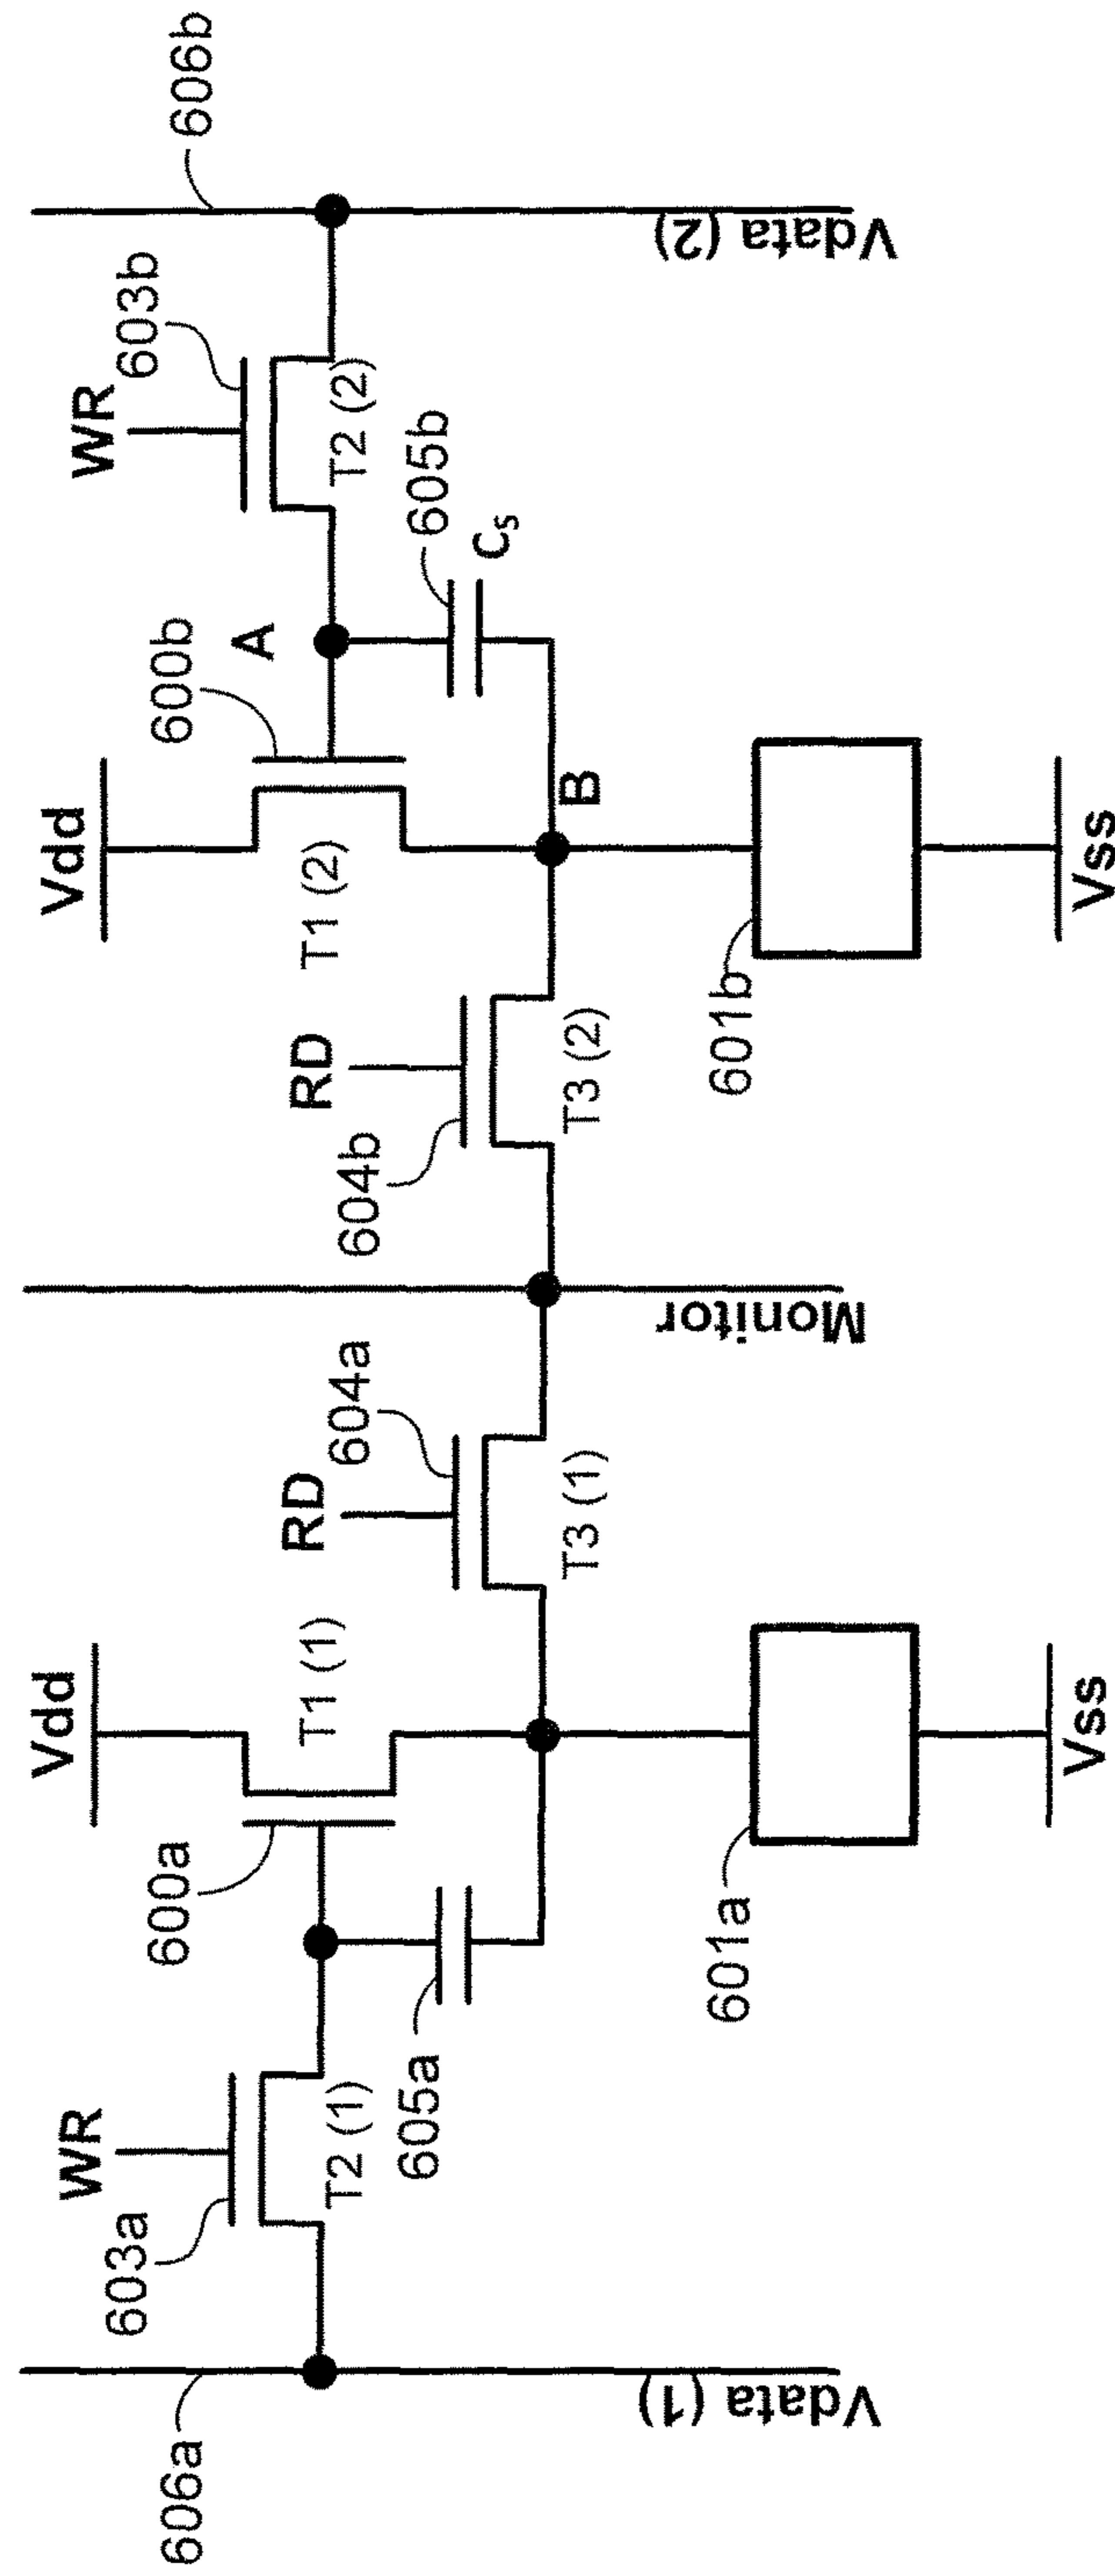 606a
Vdata (1)
603a
WR
T2 (1)
605a
600a
Vdd
T1 (1)
601a
Vss
RD
604a
T3 (1)
Monitor
604b
RD
T3 (2)
Vdd
T1 (2)
600b
A
B
601b
Vss
Cs
605b
WR
603b
T2 (2)
606b
Vdata (2)